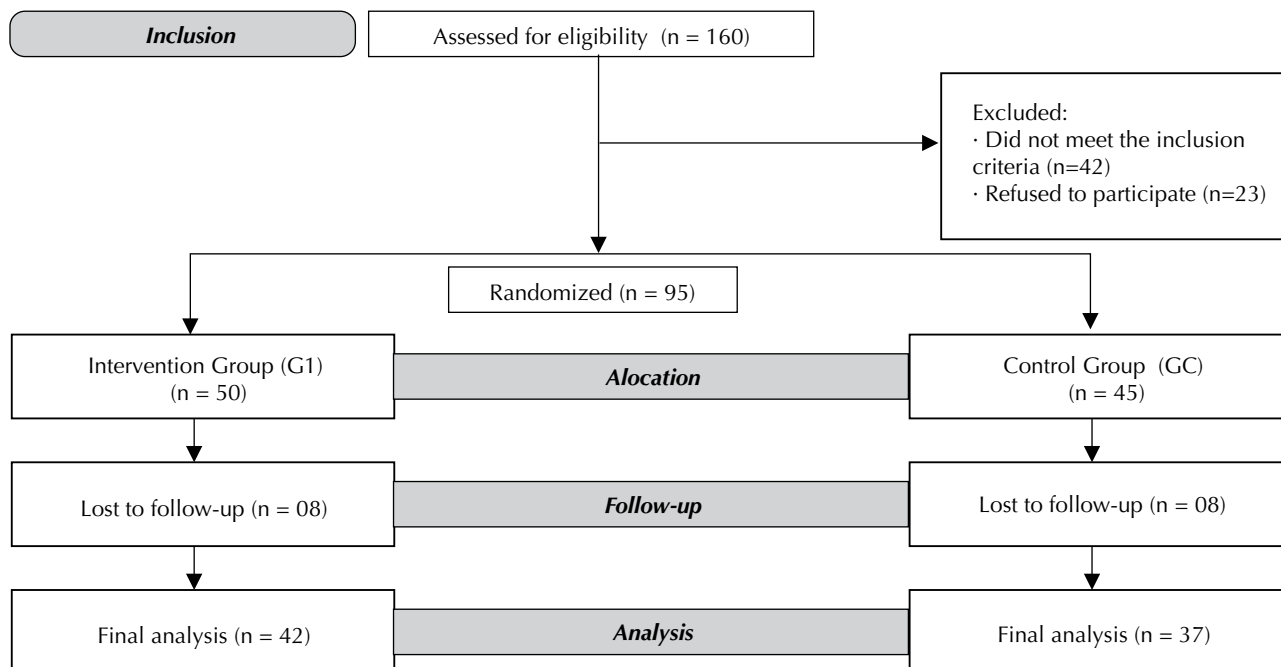 Inclusion
Assessed for eligibility (n = 160)
Excluded:
· Did not meet the inclusion
criteria (n=42)
· Refused to participate (n=23)
Randomized (n = 95)
Intervention Group (G1)
(n = 50)
Alocation
Control Group (GC)
(n = 45)
Lost to follow-up (n = 08)
Follow-up
Lost to follow-up (n = 08)
Final analysis (n = 42)
Analysis
Final analysis (n = 37)